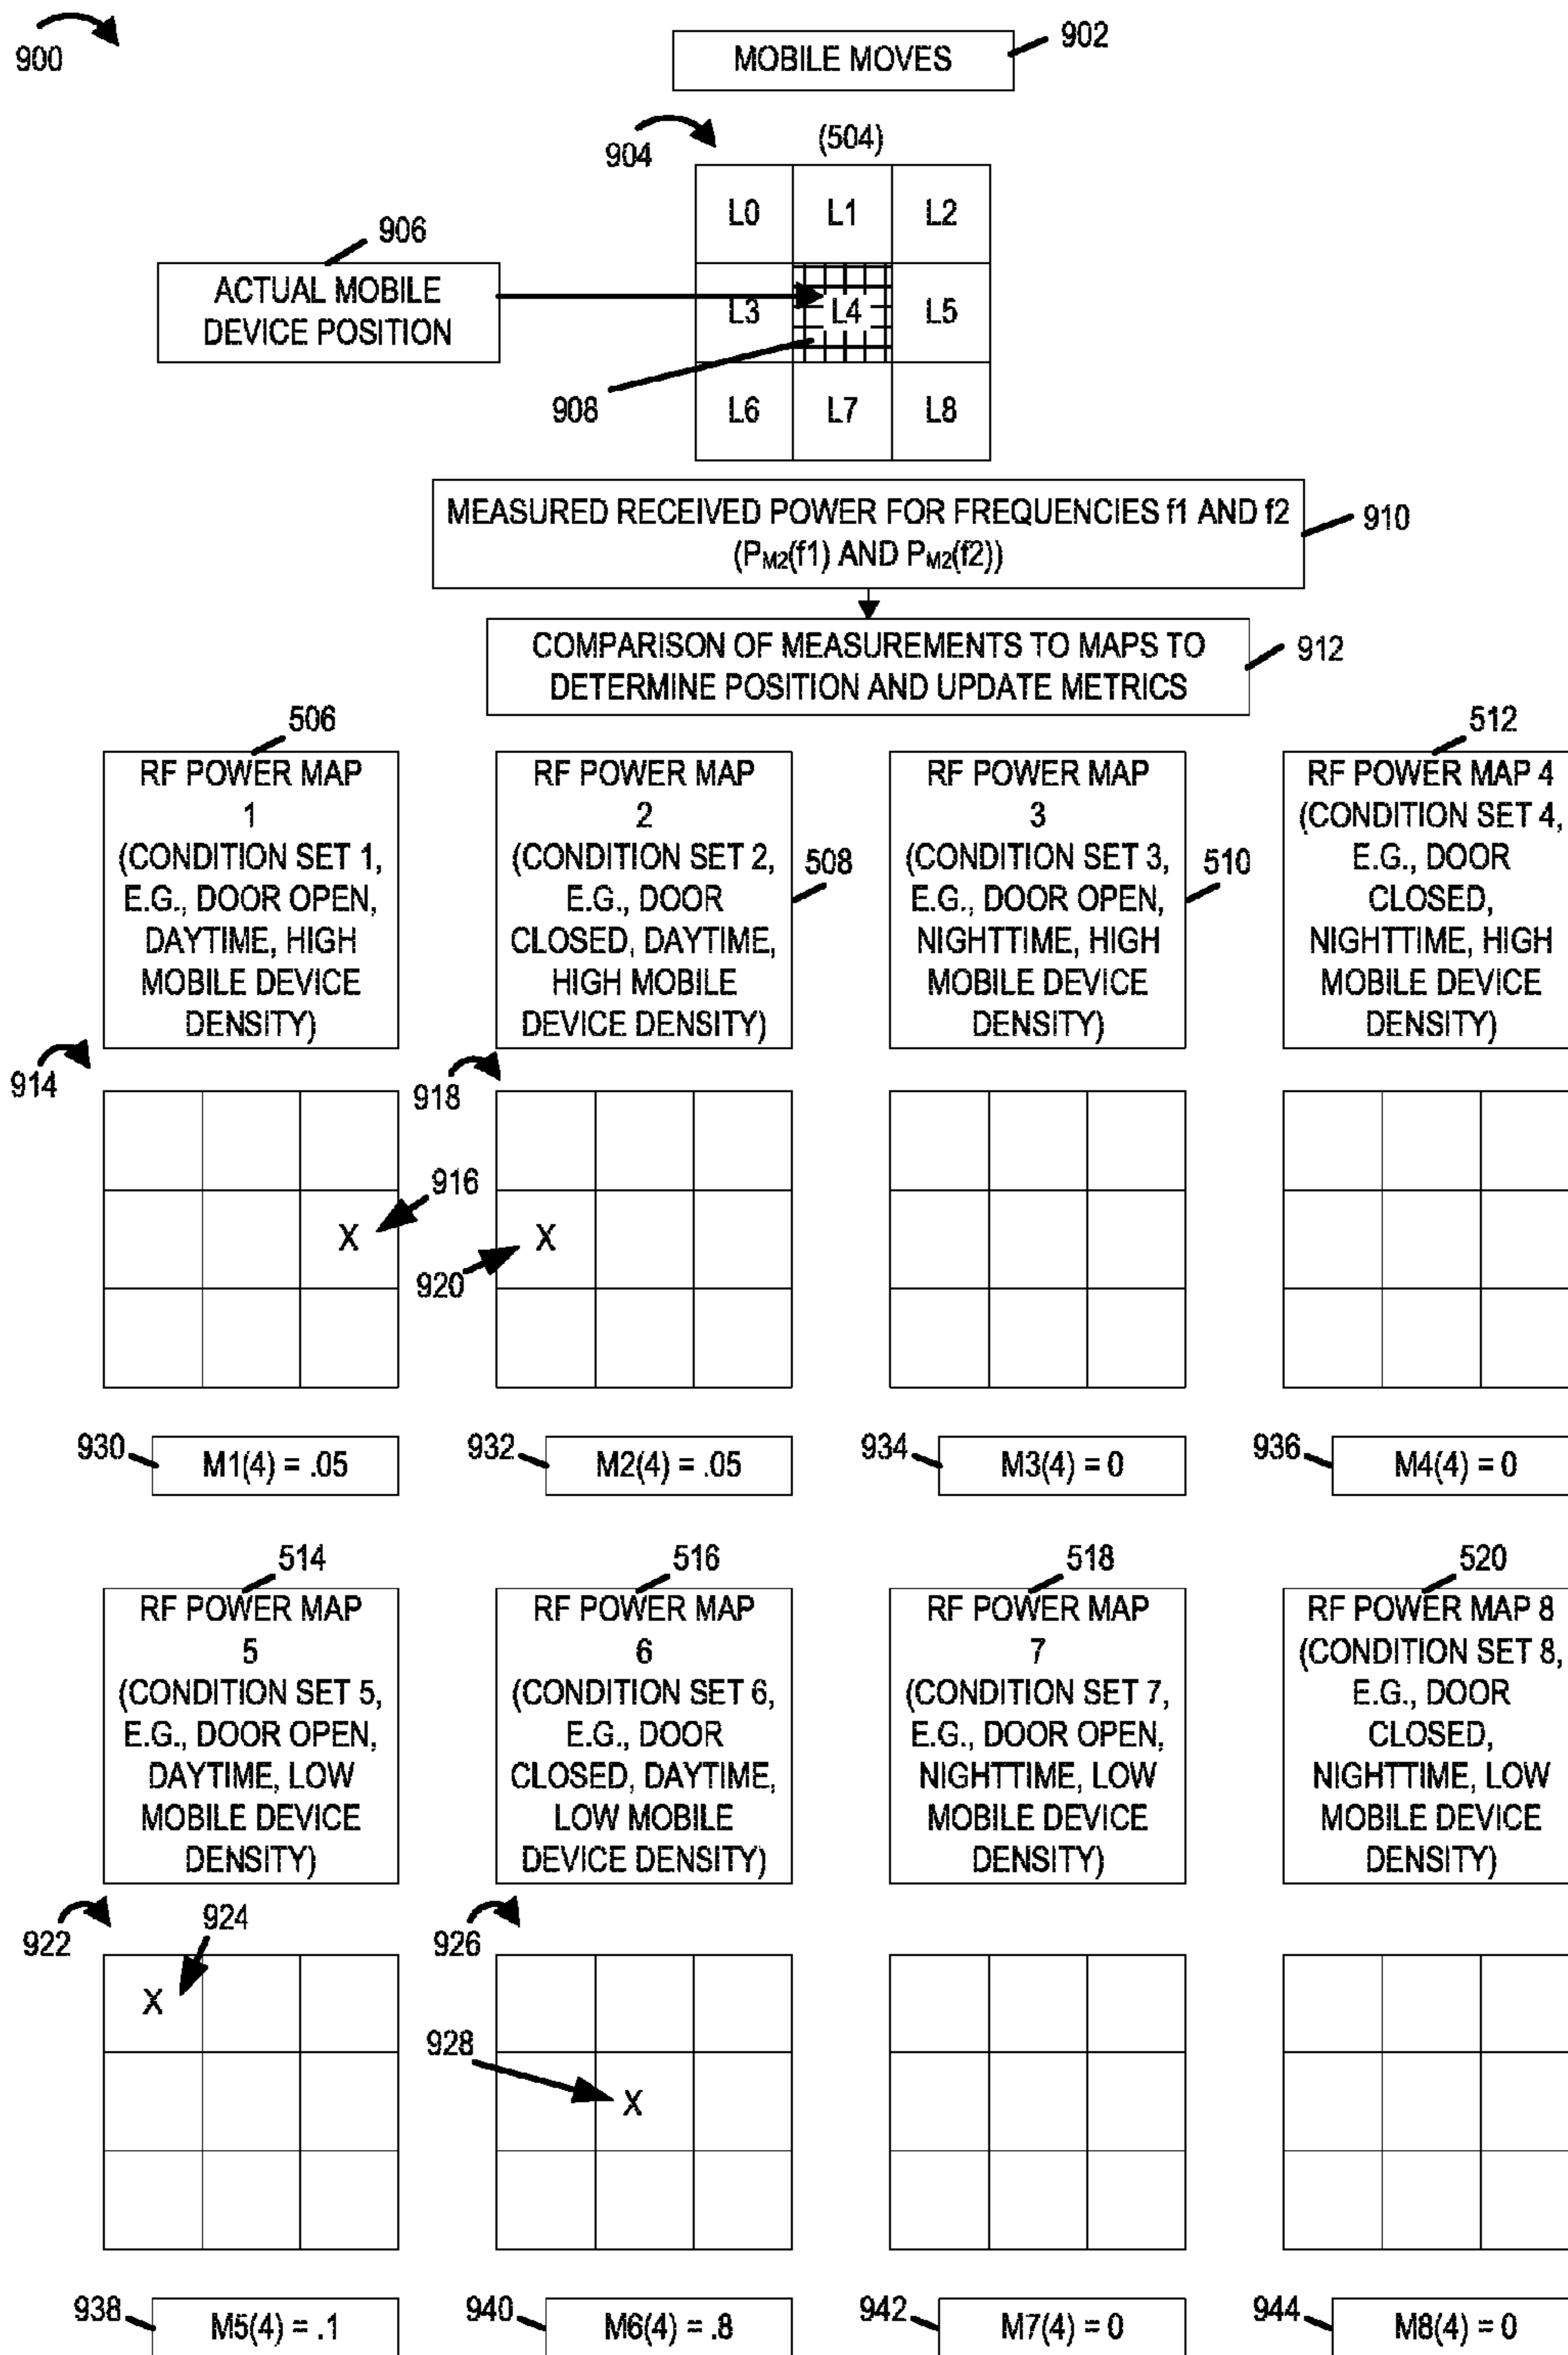 900
MOBILE MOVES
902
904
(504)
L0 L1 L2
906
ACTUAL MOBILE
DEVICE POSITION
L3 L4 L5
908
L6 L7 L8
MEASURED RECEIVED POWER FOR FREQUENCIES f1 AND f2
(PM2(f1) AND PM2(f2))
910
COMPARISON OF MEASUREMENTS TO MAPS TO
DETERMINE POSITION AND UPDATE METRICS
912
506
RF POWER MAP
1
(CONDITION SET 1,
E.G., DOOR OPEN,
DAYTIME, HIGH
MOBILE DEVICE
DENSITY)
RF POWER MAP
2
(CONDITION SET 2,
E.G., DOOR
CLOSED, DAYTIME,
HIGH MOBILE
DEVICE DENSITY)
508
RF POWER MAP
3
(CONDITION SET 3,
E.G., DOOR OPEN,
NIGHTTIME, HIGH
MOBILE DEVICE
DENSITY)
510
512
RF POWER MAP 4
(CONDITION SET 4,
E.G., DOOR
CLOSED,
NIGHTTIME, HIGH
MOBILE DEVICE
DENSITY)
914
X
916
918
X
920
930
M1(4) = .05
932
M2(4) = .05
934
M3(4) = 0
936
M4(4) = 0
514
RF POWER MAP
5
(CONDITION SET 5,
E.G., DOOR OPEN,
DAYTIME, LOW
MOBILE DEVICE
DENSITY)
516
RF POWER MAP
6
(CONDITION SET 6,
E.G., DOOR
CLOSED, DAYTIME,
LOW MOBILE
DEVICE DENSITY)
518
RF POWER MAP
7
(CONDITION SET 7,
E.G., DOOR OPEN,
NIGHTTIME, LOW
MOBILE DEVICE
DENSITY)
520
RF POWER MAP 8
(CONDITION SET 8,
E.G., DOOR
CLOSED,
NIGHTTIME, LOW
MOBILE DEVICE
DENSITY)
922
924
X
926
928
X
938
M5(4) = .1
940
M6(4) = .8
942
M7(4) = 0
944
M8(4) = 0